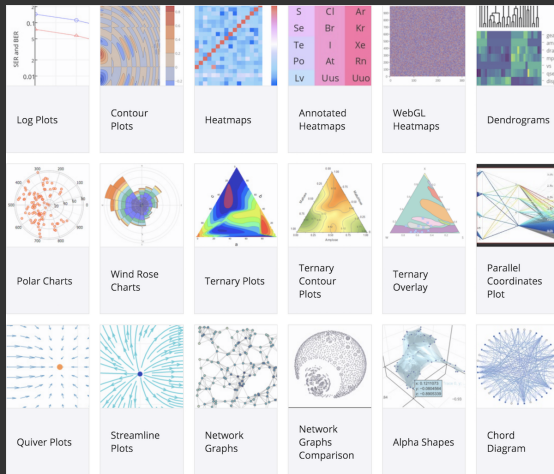 SER and BER
0.1
0.01
S Cl Ar
Se Br Kr
Te I Xe
Po At Rn
Lv Uus Uuo
Log Plots
Contour
Plots
Heatmaps
Annotated
Heatmaps
WebGL
Heatmaps
Dendrograms
Polar Charts
Wind Rose
Charts
Ternary Plots
Ternary
Contour
Plots
Ternary
Overlay
Parallel
Coordinates
Plot
Quiver Plots
Streamline
Plots
Network
Graphs
Network
Graphs
Comparison
Alpha Shapes
Chord
Diagram